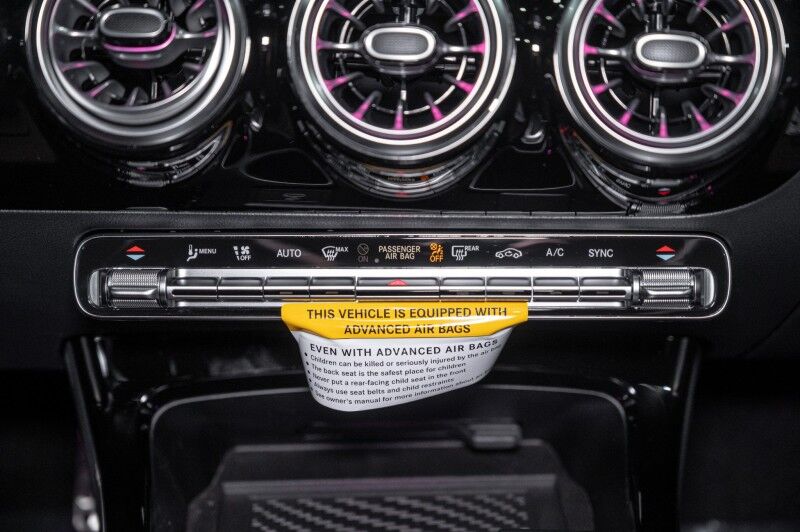 MENU OFF AUTO MAX ON PASSENGER AIR BAG OFF REAR A/C SYNC
THIS VEHICLE IS EQUIPPED WITH
ADVANCED AIR BAGS
EVEN WITH ADVANCED AIR BAGS
• Children can be killed or seriously injured by the air bag
• The back seat is the safest place for children
• Never put a rear-facing child seat in the front
• Always use seat belts and child restraints
See owner's manual for more information about